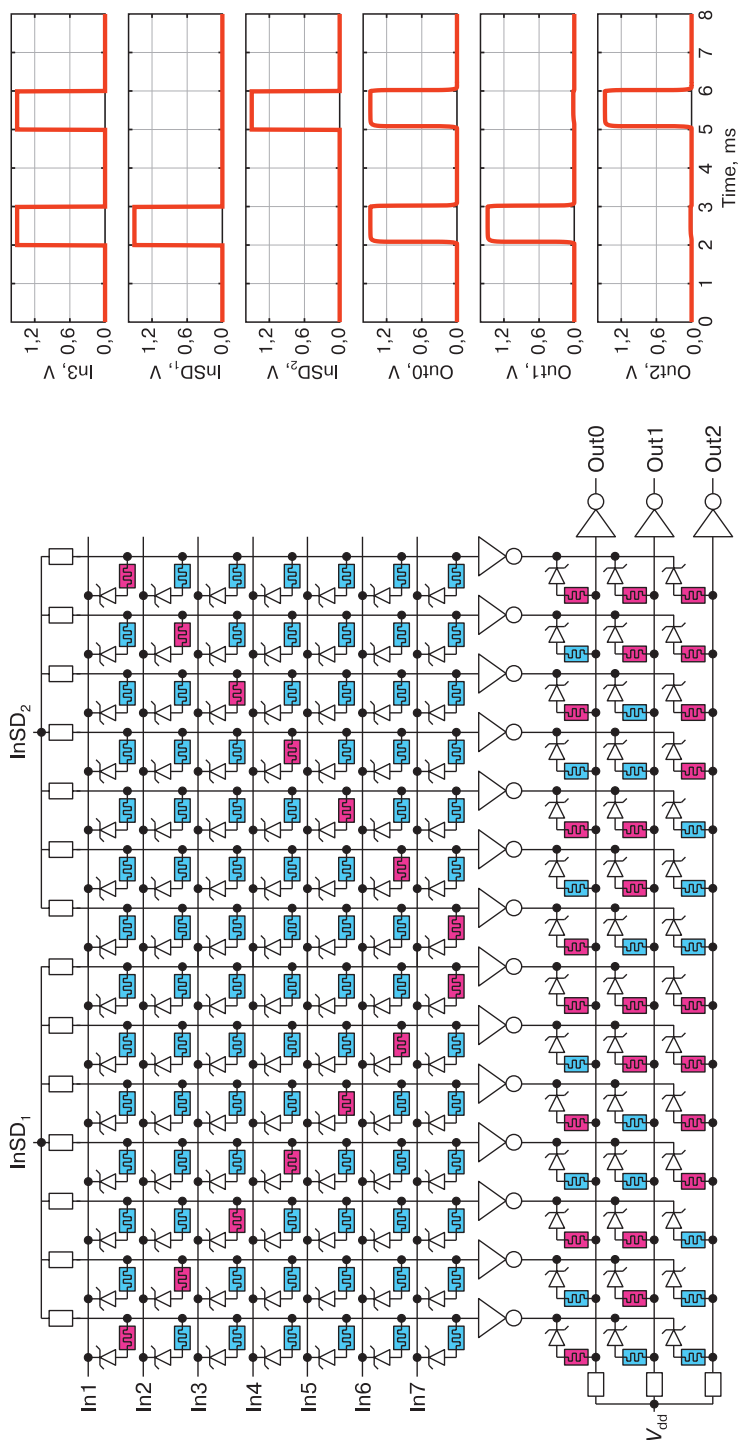 InSD₁
InSD₂
In1
In2
In3
In4
In5
In6
In7
V_dd
Out0
Out1
Out2
In3, V
1,2
0,6
0,0
InSD₁, V
1,2
0,6
0,0
InSD₂, V
1,2
0,6
0,0
Out0, V
1,2
0,6
0,0
Out1, V
1,2
0,6
0,0
Out2, V
1,2
0,6
0,0
0 1 2 3 4 5 6 7 8
Time, ms